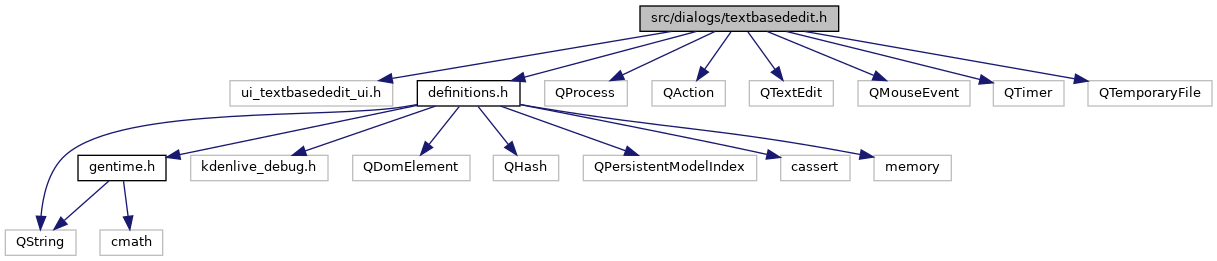 src/dialogs/textbasededit.h
ui_textbasededit_ui.h
definitions.h
QProcess
QAction
QTextEdit
QMouseEvent
QTimer
QTemporaryFile
gentime.h
kdenlive_debug.h
QDomElement
QHash
QPersistentModelIndex
cassert
memory
QString
cmath